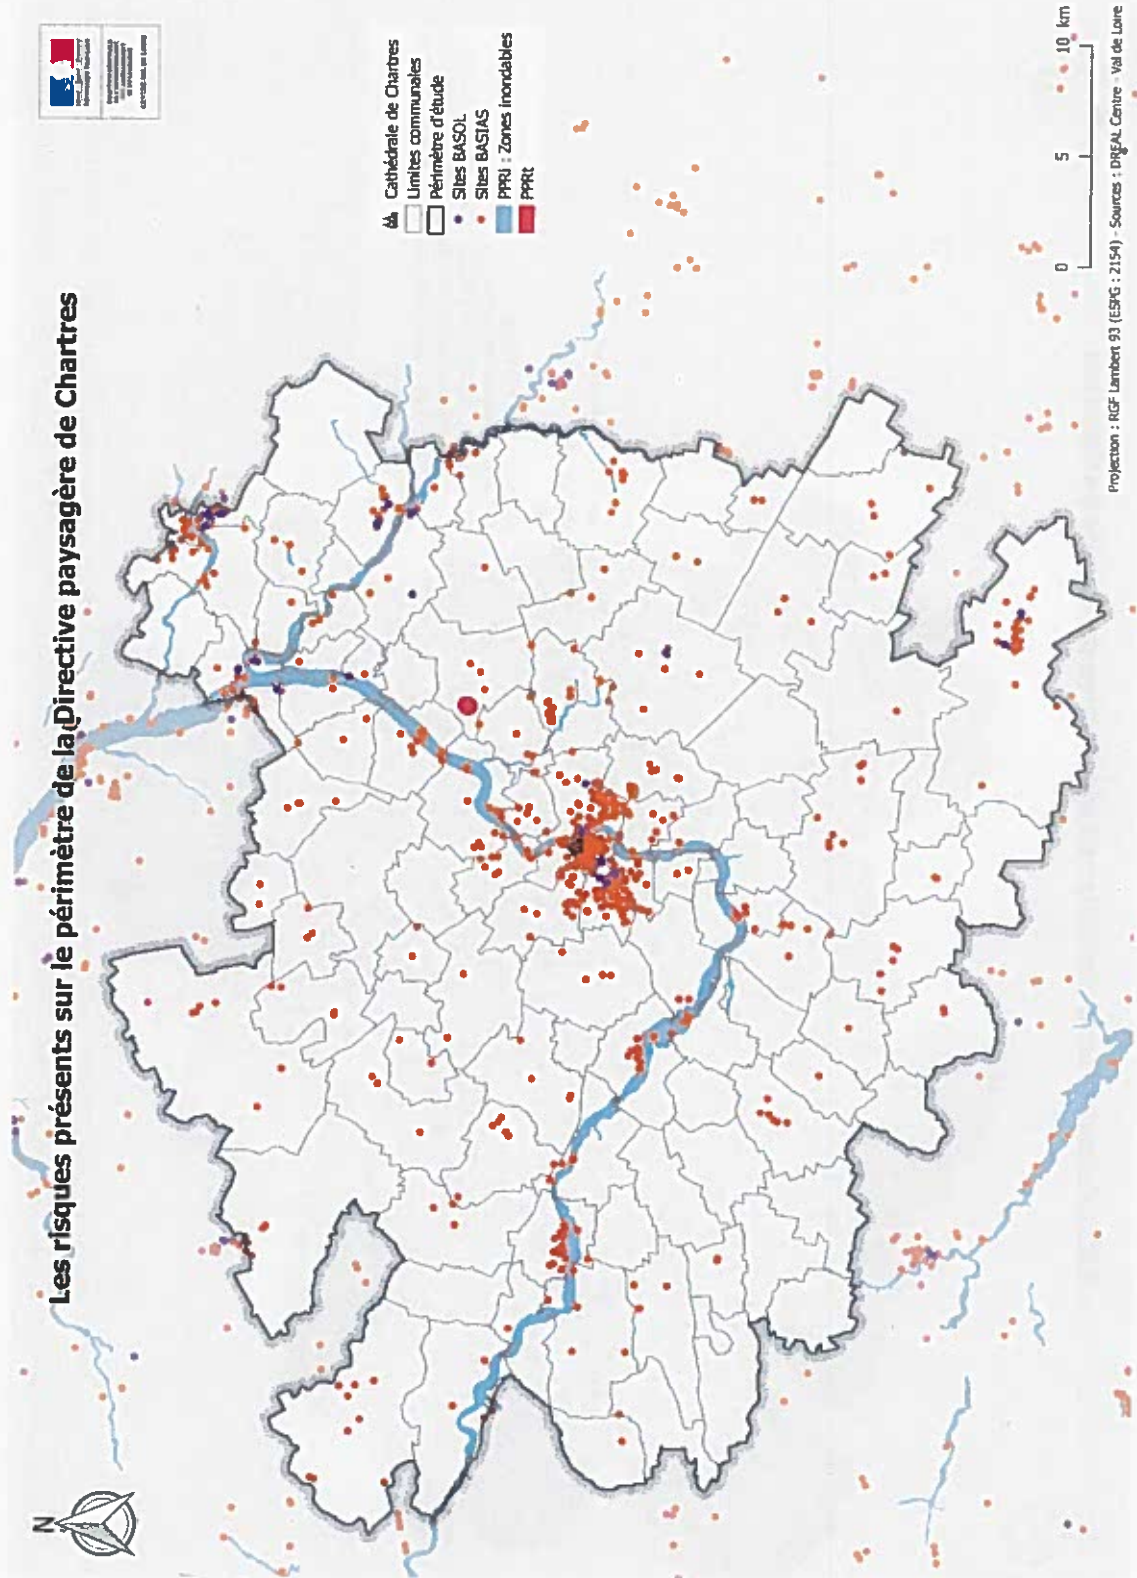 Les risques présents sur le périmètre de la Directive paysagère de Chartres
Cathédrale de Chartres
Limites communales
Périmètre d'étude
Sites BASOL
Sites BASIAS
PPRi : Zones inondables
PPRt
N
0 5 10 km
Projection : RGF Lambert 93 (ESPG : 2154) - Sources : DREAL Centre - Val de Loire